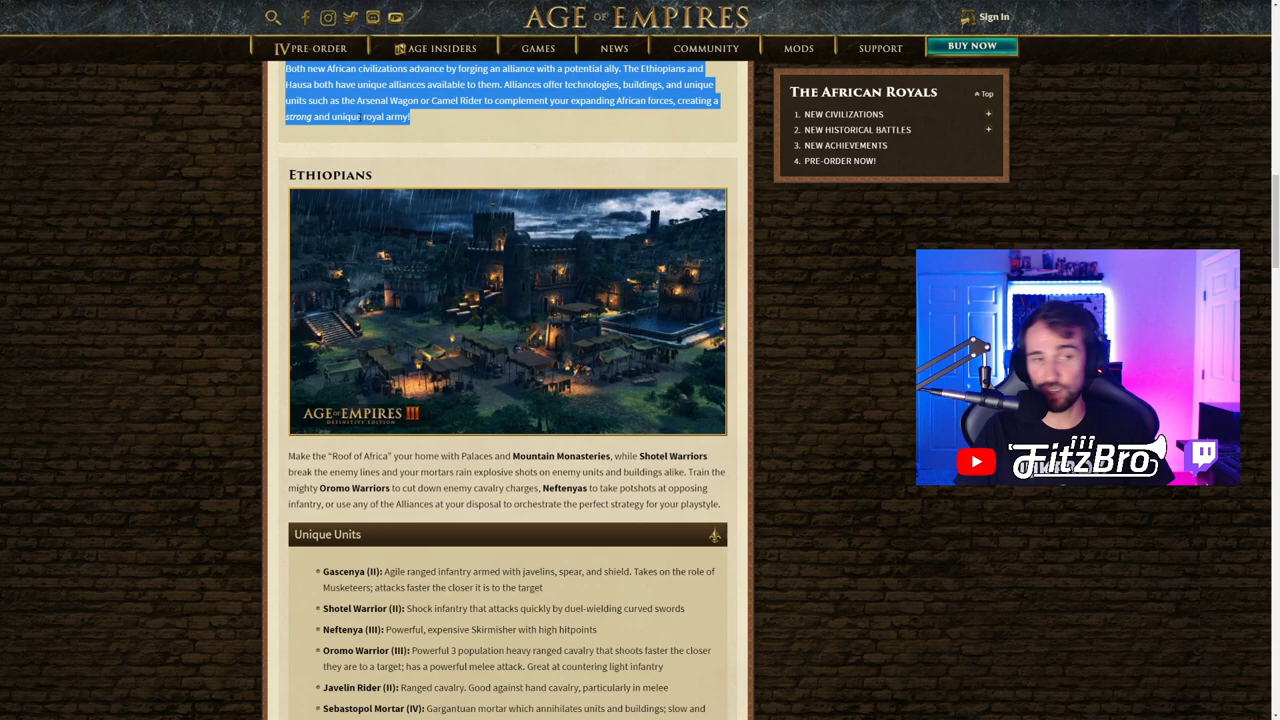 AGE OF EMPIRES
Sign In
IV PRE-ORDER
AGE INSIDERS
GAMES
NEWS
COMMUNITY
MODS
SUPPORT
BUY NOW
Both new African civilizations advance by forging an alliance with a potential ally. The Ethiopians and
Hausa both have unique alliances available to them. Alliances offer technologies, buildings, and unique
units such as the Arsenal Wagon or Camel Rider to complement your expanding African forces, creating a
strong and unique royal army!
THE AFRICAN ROYALS
Top
1. NEW CIVILIZATIONS +
2. NEW HISTORICAL BATTLES +
3. NEW ACHIEVEMENTS
4. PRE-ORDER NOW!
ETHIOPIANS
AGE OF EMPIRES III
DEFINITIVE EDITION
Make the “Roof of Africa” your home with Palaces and Mountain Monasteries, while Shotel Warriors
break the enemy lines and your mortars rain explosive shots on enemy units and buildings alike. Train the
mighty Oromo Warriors to cut down enemy cavalry charges, Neftenyas to take potshots at opposing
infantry, or use any of the Alliances at your disposal to orchestrate the perfect strategy for your playstyle.
Unique Units
Gascenya (II): Agile ranged infantry armed with javelins, spear, and shield. Takes on the role of
Musketeers; attacks faster the closer it is to the target
Shotel Warrior (II): Shock infantry that attacks quickly by duel-wielding curved swords
Neftenya (III): Powerful, expensive Skirmisher with high hitpoints
Oromo Warrior (III): Powerful 3 population heavy ranged cavalry that shoots faster the closer
they are to a target; has a powerful melee attack. Great at countering light infantry
Javelin Rider (II): Ranged cavalry. Good against hand cavalry, particularly in melee
Sebastopol Mortar (IV): Gargantuan mortar which annihilates units and buildings; slow and
FitzBro